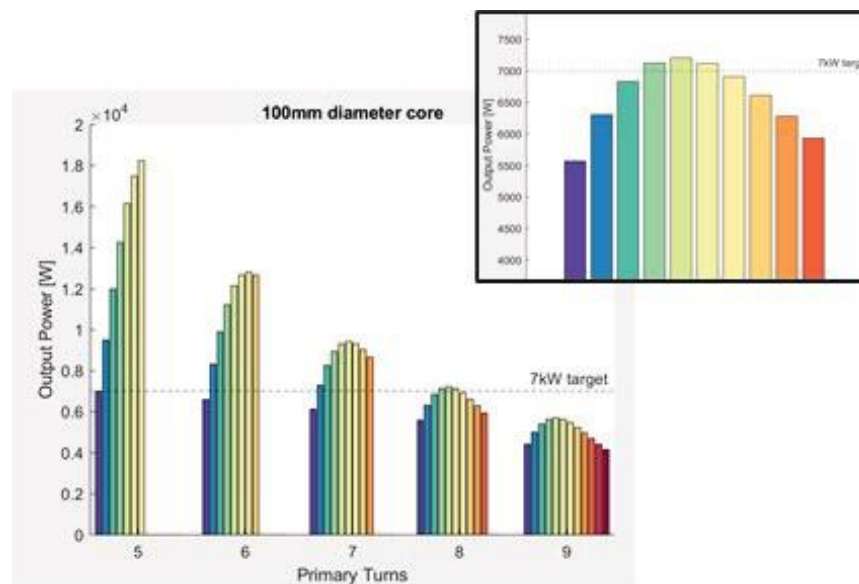 100mm diameter core
×10⁴
2
1.8
1.6
1.4
1.2
1
0.8
0.6
0.4
0.2
0
Output Power [W]
7kW target
5 6 7 8 9
Primary Turns
7500
7000
6500
6000
5500
5000
4500
4000
Output Power [W]
7kW targ